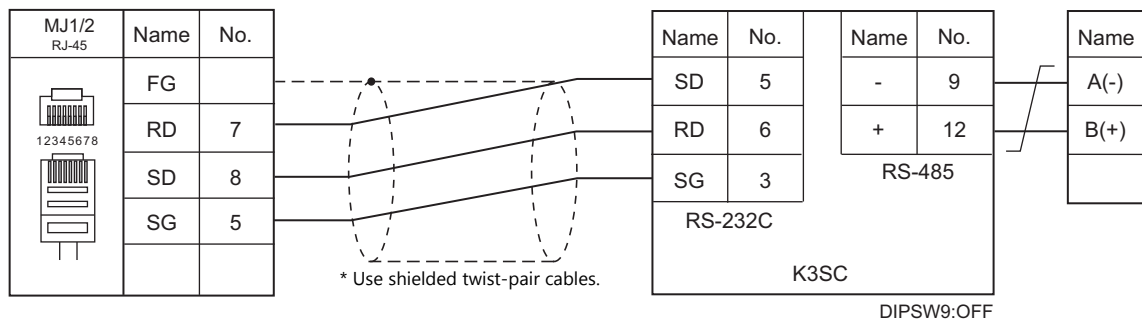 MJ1/2
RJ-45
Name No.
12345678
FG
RD 7
SD 8
SG 5
* Use shielded twist-pair cables.
Name No.
SD 5
RD 6
SG 3
RS-232C
Name No.
- 9
+ 12
RS-485
K3SC
DIPSW9:OFF
Name
A(-)
B(+)